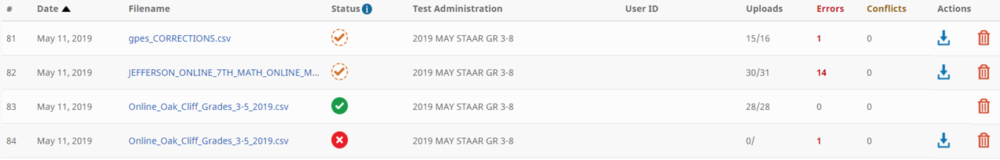 # Date Filename Status Test Administration User ID Uploads Errors Conflicts Actions
81 May 11, 2019 gpes_CORRECTIONS.csv 2019 MAY STAAR GR 3-8 15/16 1 0
82 May 11, 2019 JEFFERSON_ONLINE_7TH_MATH_ONLINE_M... 2019 MAY STAAR GR 3-8 30/31 14 0
83 May 11, 2019 Online_Oak_Cliff_Grades_3-5_2019.csv 2019 MAY STAAR GR 3-8 28/28 0 0
84 May 11, 2019 Online_Oak_Cliff_Grades_3-5_2019.csv 2019 MAY STAAR GR 3-8 0/ 1 0